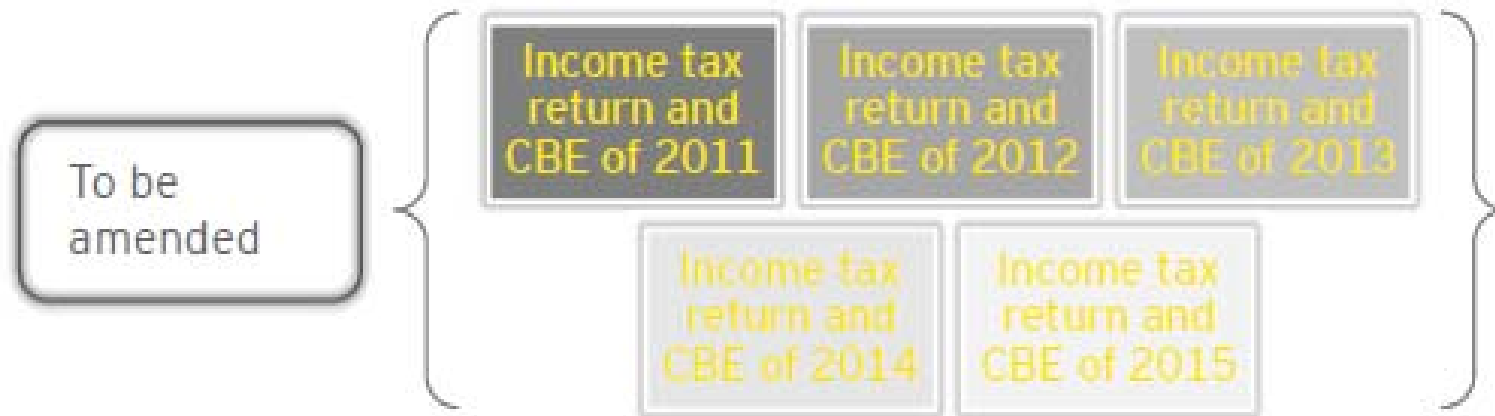 To be
amended
Income tax
return and
CBE of 2011
Income tax
return and
CBE of 2012
Income tax
return and
CBE of 2013
Income tax
return and
CBE of 2014
Income tax
return and
CBE of 2015